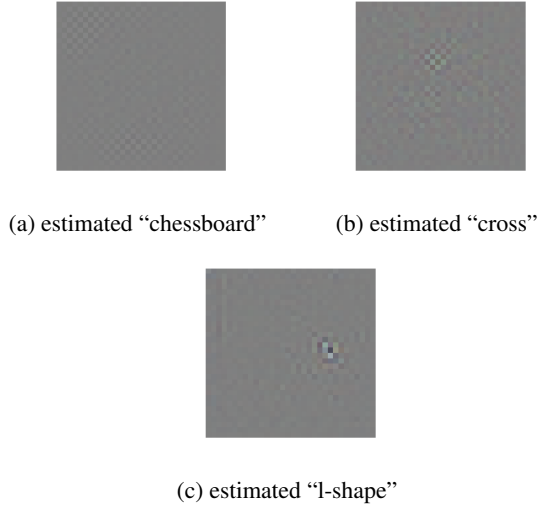 (a) estimated “chessboard”
(b) estimated “cross”
(c) estimated “l-shape”